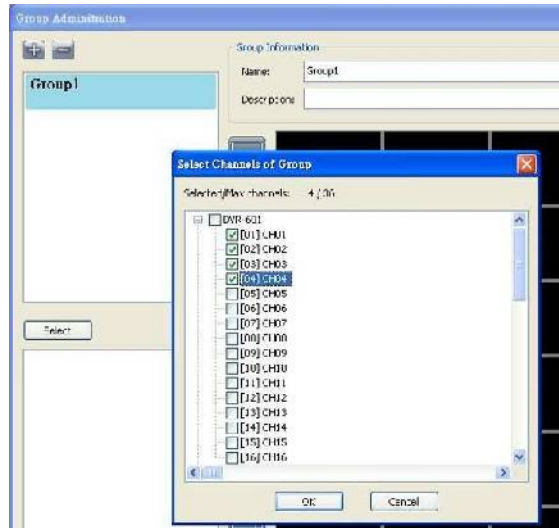 Group Administration
Group Information
Name: Group1
Description:
Group1
Select Channels of Group
Selected/Max channels: 4 / 36
DVR-601
[01] CH01
[02] CH02
[03] CH03
[04] CH04
[05] CH05
[06] CH06
[07] CH07
[08] CH08
[09] CH09
[10] CH10
[11] CH11
[12] CH12
[13] CH13
[14] CH14
[15] CH15
[16] CH16
Select
OK
Cancel